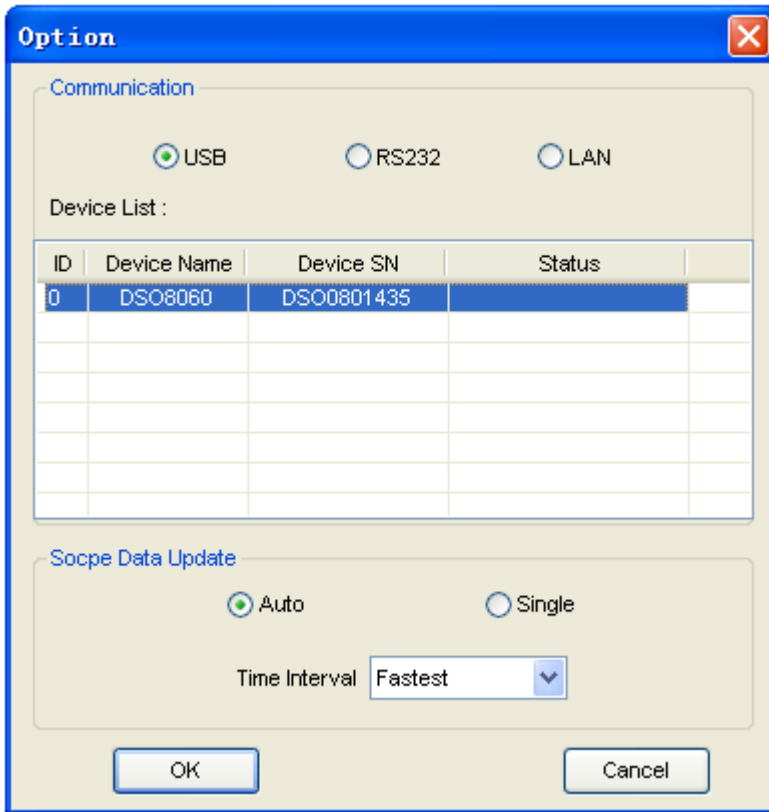 Option
Communication
USB RS232 LAN
Device List :
ID Device Name Device SN Status
0 DSO8060 DSO0801435
Socpe Data Update
Auto Single
Time Interval Fastest
OK Cancel